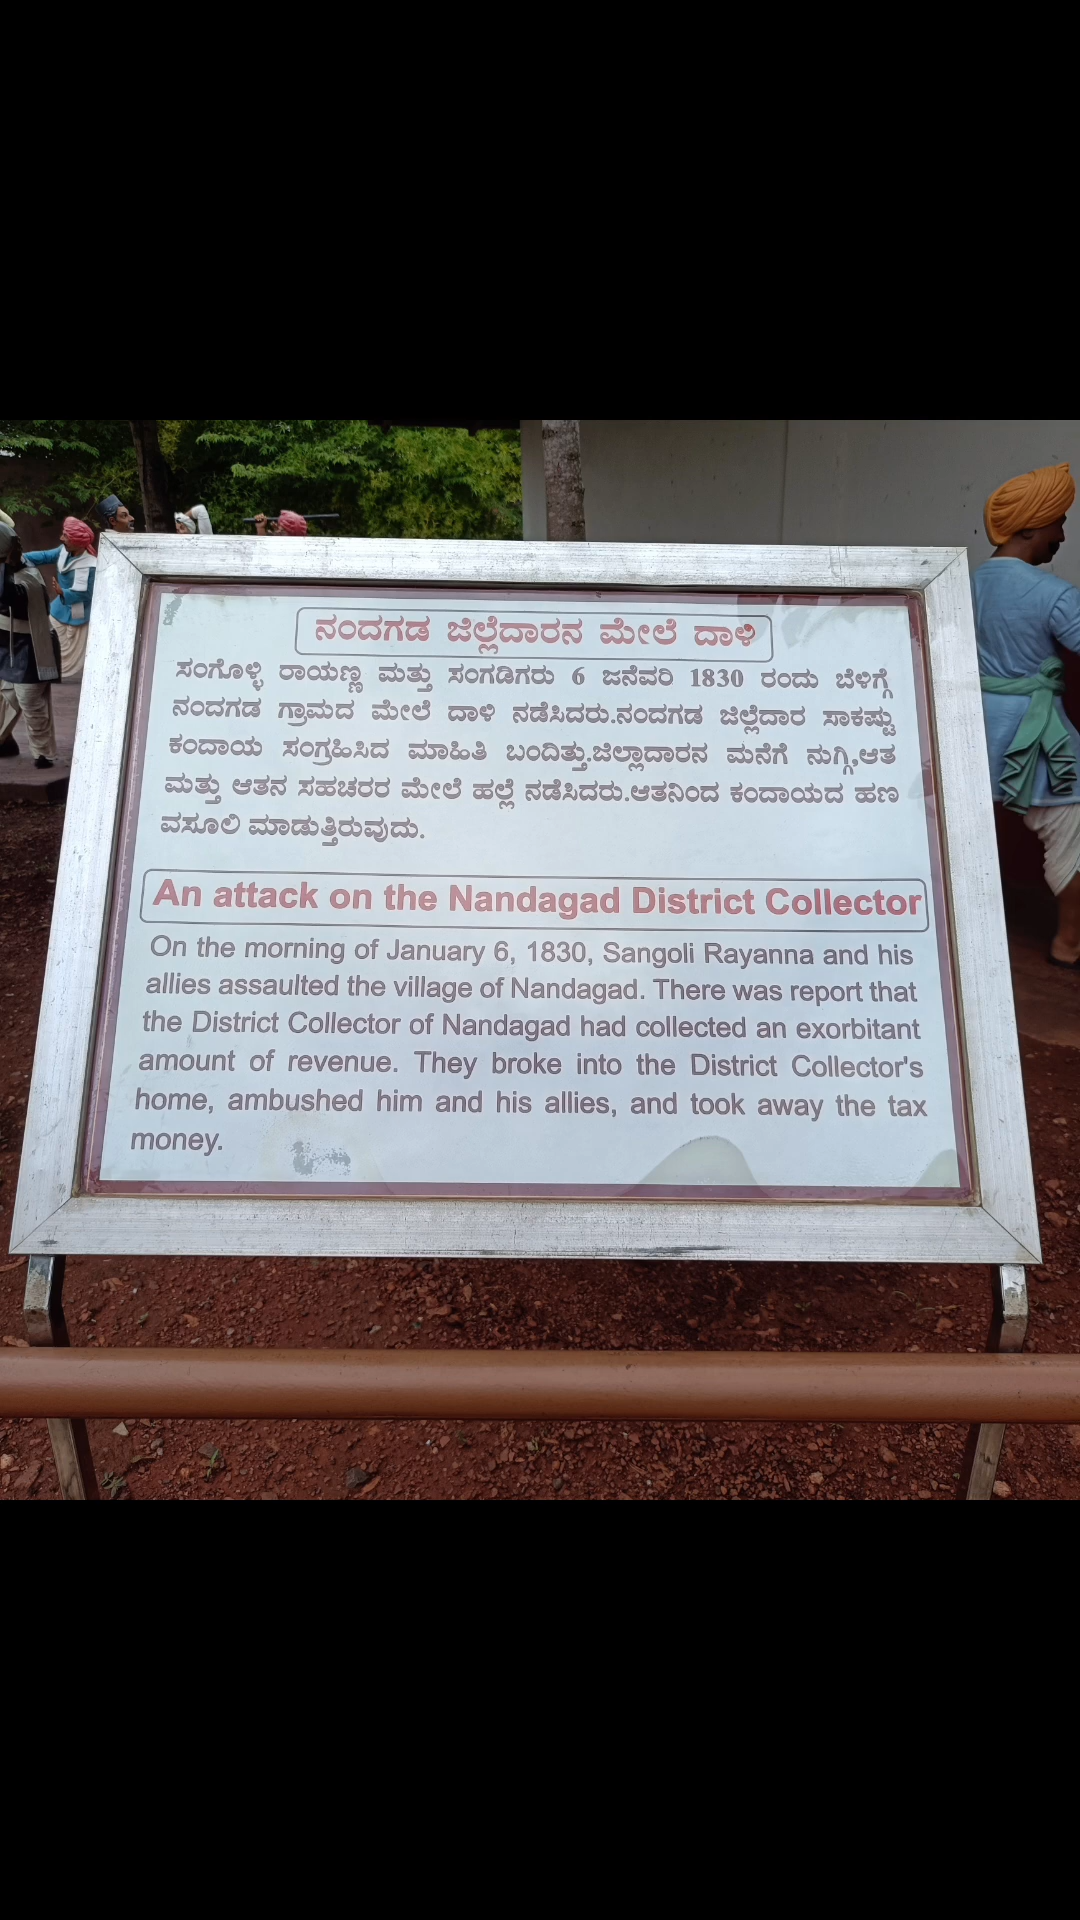 ನಂದಗಡ ಜಿಲ್ಲೆದಾರನ ಮೇಲೆ ದಾಳಿ
ಸಂಗೊಳ್ಳಿ ರಾಯಣ್ಣ ಮತ್ತು ಸಂಗಡಿಗರು 6 ಜನೆವರಿ 1830 ರಂದು ಬೆಳಿಗ್ಗೆ
ನಂದಗಡ ಗ್ರಾಮದ ಮೇಲೆ ದಾಳಿ ನಡೆಸಿದರು.ನಂದಗಡ ಜಿಲ್ಲೆದಾರ ಸಾಕಷ್ಟು
ಕಂದಾಯ ಸಂಗ್ರಹಿಸಿದ ಮಾಹಿತಿ ಬಂದಿತ್ತು.ಜಿಲ್ಲಾದಾರನ ಮನೆಗೆ ನುಗ್ಗಿ,ಆತ
ಮತ್ತು ಆತನ ಸಹಚರರ ಮೇಲೆ ಹಲ್ಲೆ ನಡೆಸಿದರು.ಆತನಿಂದ ಕಂದಾಯದ ಹಣ
ವಸೂಲಿ ಮಾಡುತ್ತಿರುವುದು.
An attack on the Nandagad District Collector
On the morning of January 6, 1830, Sangoli Rayanna and his
allies assaulted the village of Nandagad. There was report that
the District Collector of Nandagad had collected an exorbitant
amount of revenue. They broke into the District Collector's
home, ambushed him and his allies, and took away the tax
money.